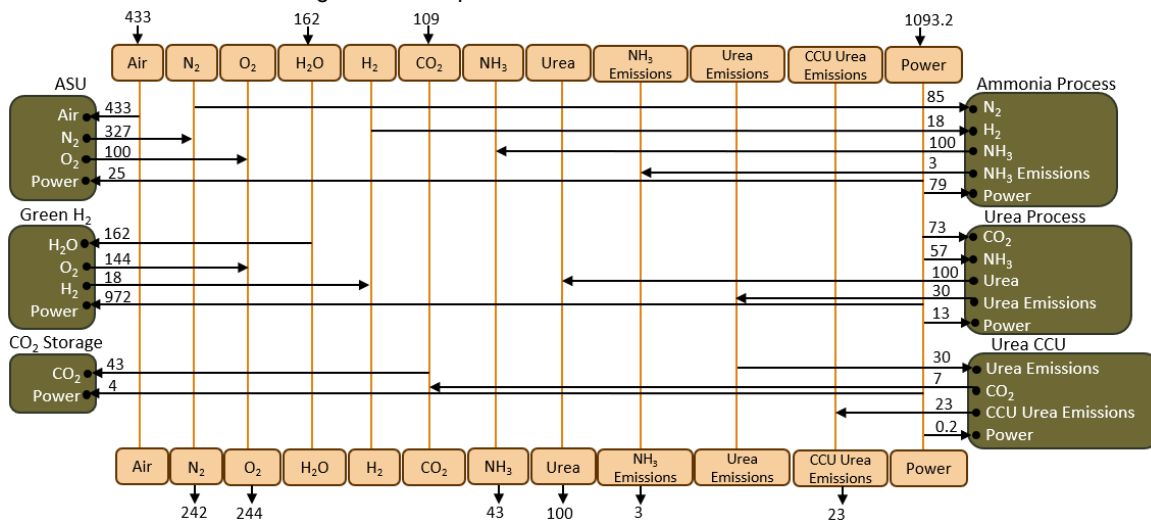 433 162 109 1093.2
Air N₂ O₂ H₂O H₂ CO₂ NH₃ Urea NH₃ Emissions Urea Emissions CCU Urea Emissions Power
ASU
Air 433
N₂ 327
O₂ 100
Power 25
Ammonia Process
85 N₂
18 H₂
100 NH₃
3 NH₃ Emissions
79 Power
Green H₂
H₂O 162
O₂ 144
H₂ 18
Power 972
Urea Process
73 CO₂
57 NH₃
100 Urea
30 Urea Emissions
13 Power
CO₂ Storage
CO₂ 43
Power 4
Urea CCU
30 Urea Emissions
7 CO₂
23 CCU Urea Emissions
0.2 Power
Air N₂ O₂ H₂O H₂ CO₂ NH₃ Urea NH₃ Emissions Urea Emissions CCU Urea Emissions Power
242 244 43 100 3 23